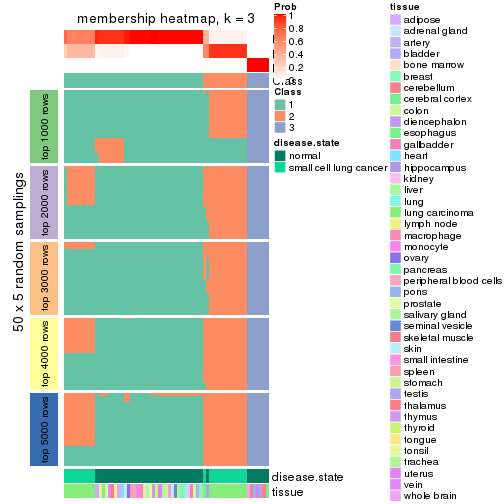 membership heatmap, k = 3
50 x 5 random samplings
top 1000 rows
top 2000 rows
top 3000 rows
top 4000 rows
top 5000 rows
Class
disease.state
tissue
Prob
1
0.8
0.6
0.4
0.2
0
Class
1
2
3
disease.state
normal
small cell lung cancer
tissue
adipose
adrenal gland
artery
bladder
bone marrow
breast
cerebellum
cerebral cortex
colon
diencephalon
esophagus
gallbladder
heart
hippocampus
kidney
liver
lung
lung carcinoma
lymph node
macrophage
monocyte
ovary
pancreas
peripheral blood cells
pons
prostate
salivary gland
seminal vesicle
skeletal muscle
skin
small intestine
spleen
stomach
testis
thalamus
thymus
thyroid
tongue
tonsil
trachea
uterus
vein
whole brain